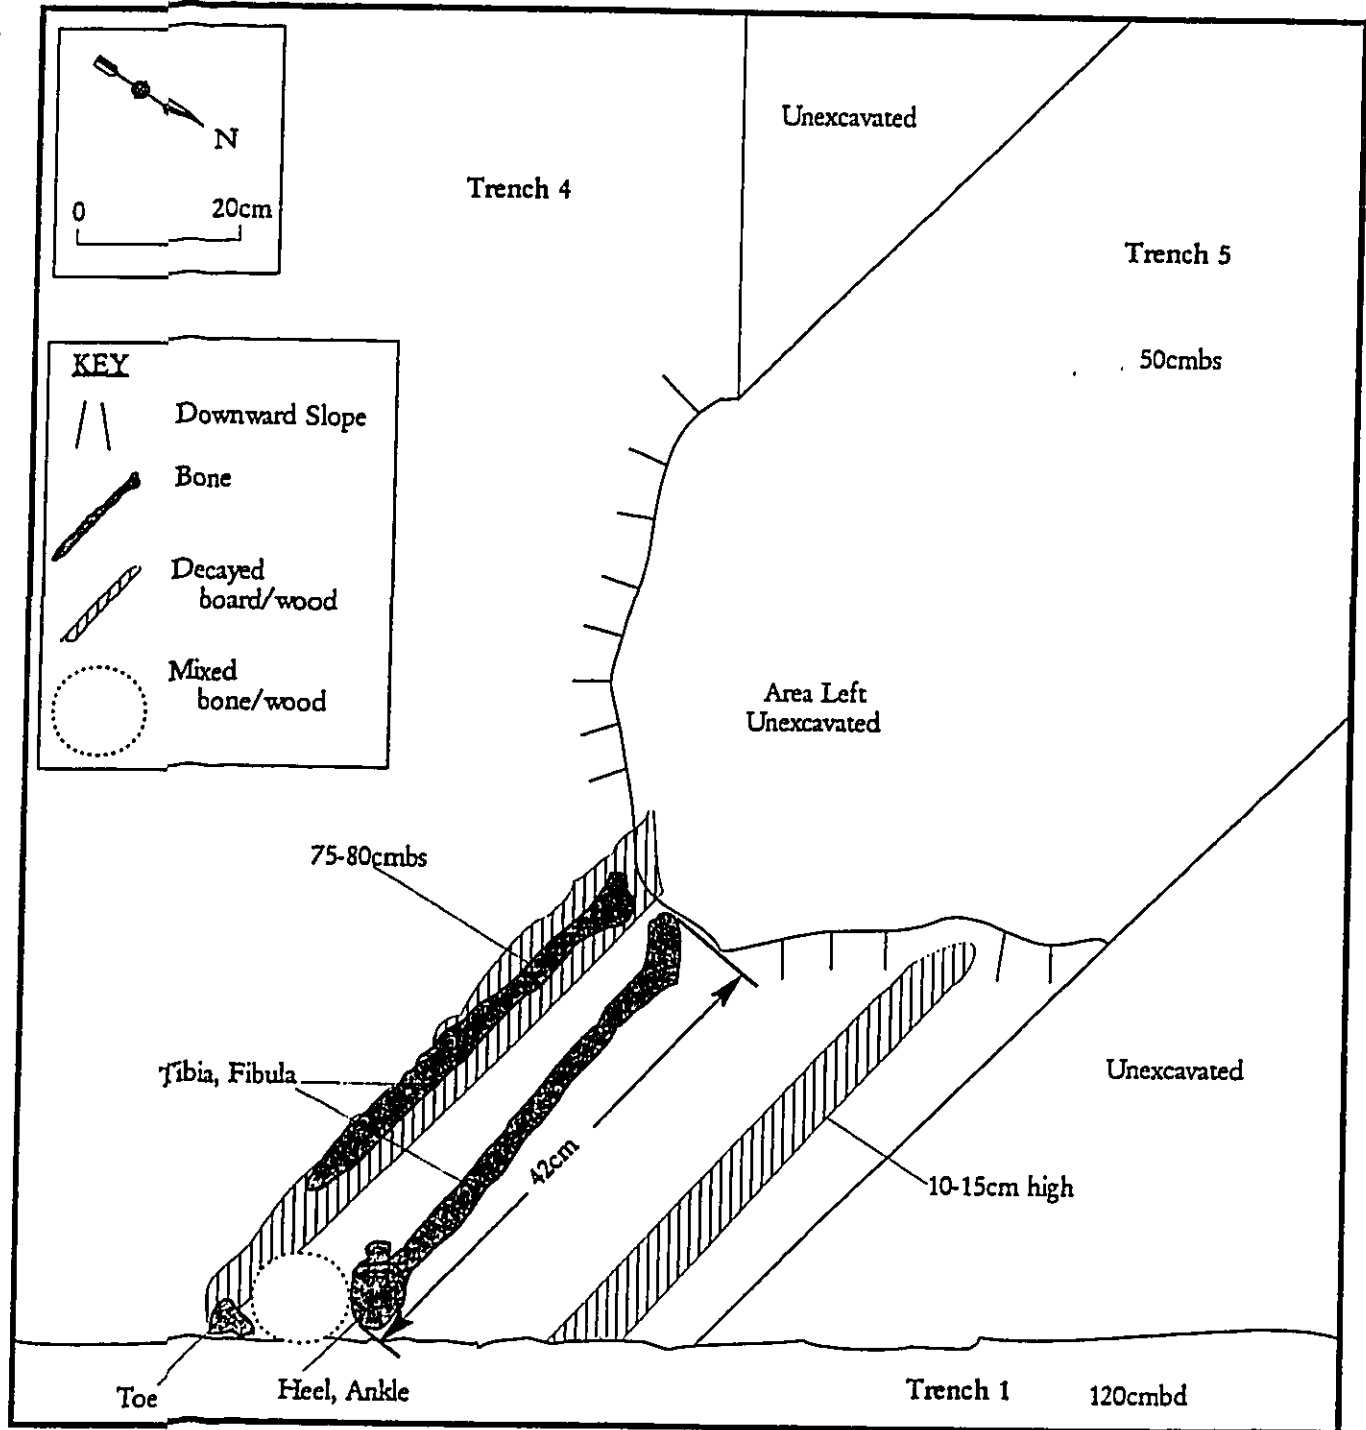 N
0 20cm
Unexcavated
Trench 4
Trench 5
50cmbs
KEY
Downward Slope
Bone
Decayed
board/wood
Mixed
bone/wood
Area Left
Unexcavated
75-80cmbs
Tibia, Fibula
Unexcavated
42cm
10-15cm high
Toe
Heel, Ankle
Trench 1 120cmbd